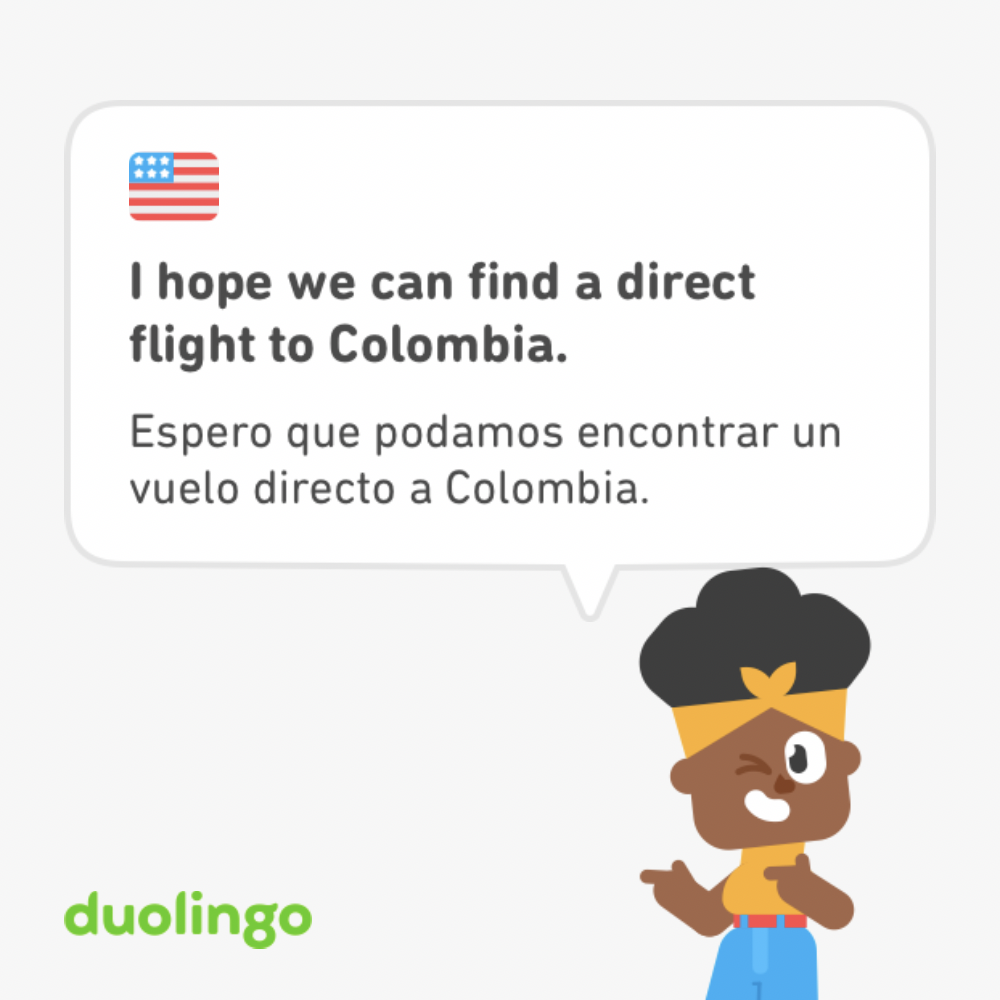 I hope we can find a direct
flight to Colombia.
Espero que podamos encontrar un
vuelo directo a Colombia.
duolingo